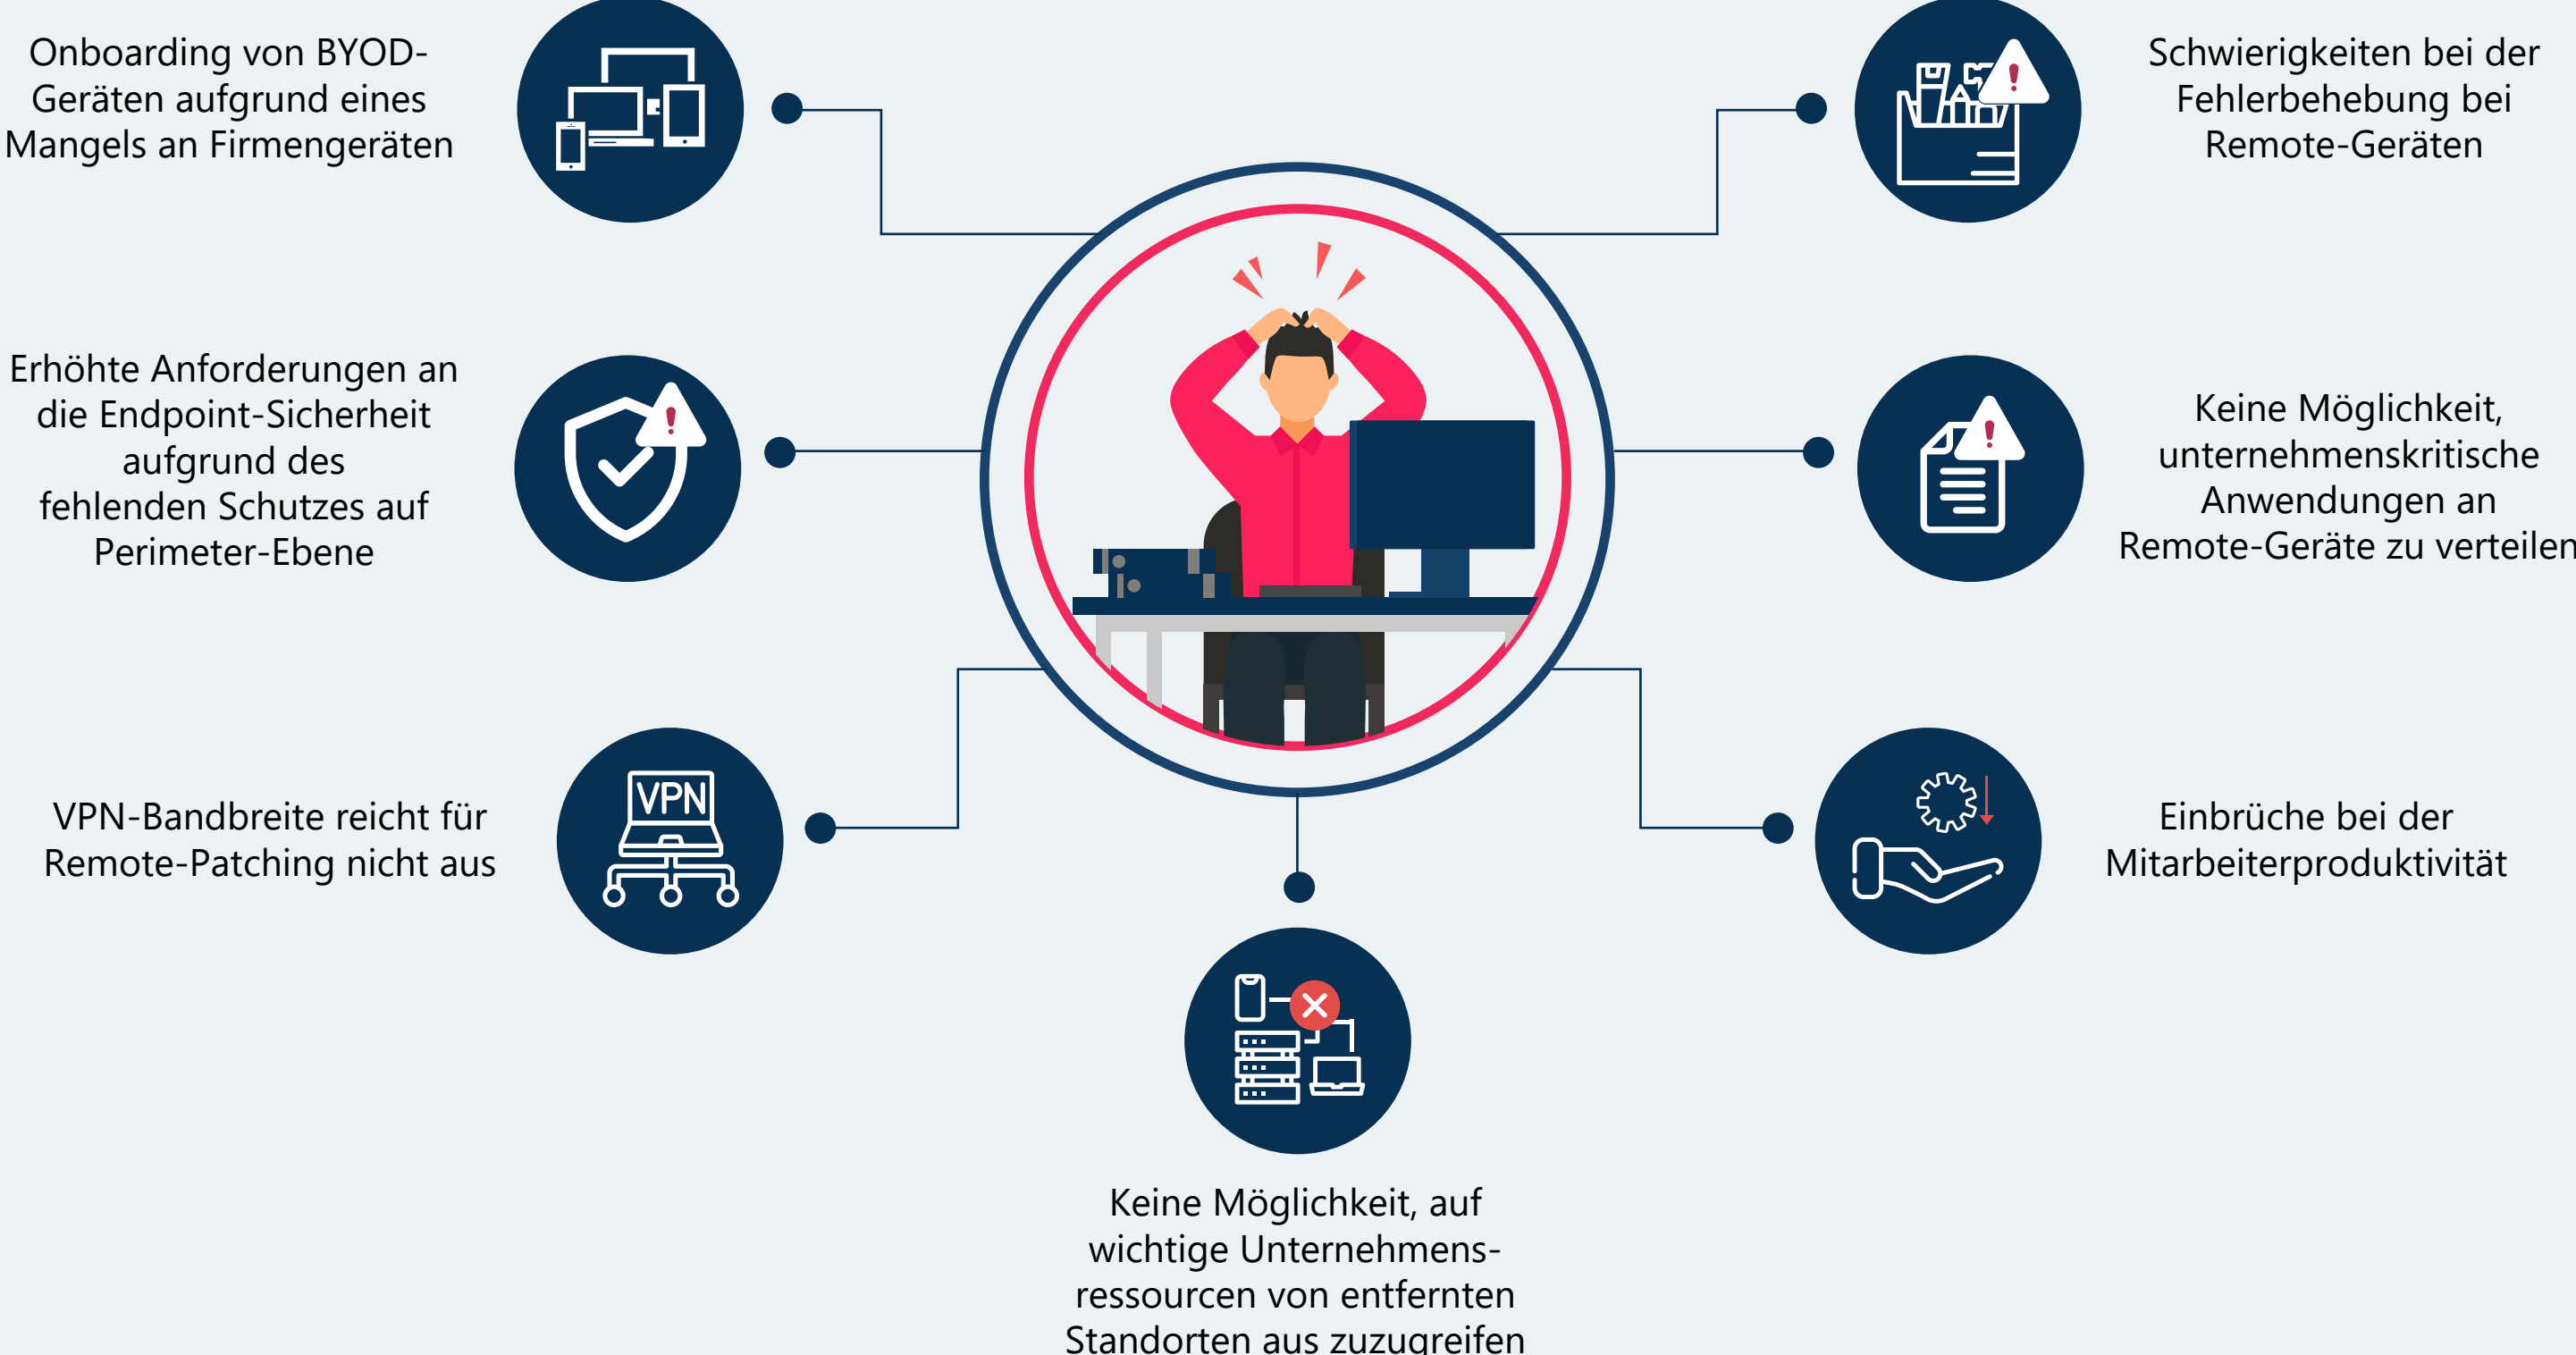 Onboarding von BYOD-
Geräten aufgrund eines
Mangels an Firmengeräten
Schwierigkeiten bei der
Fehlerbehebung bei
Remote-Geräten
Erhöhte Anforderungen an
die Endpoint-Sicherheit
aufgrund des
fehlenden Schutzes auf
Perimeter-Ebene
Keine Möglichkeit,
unternehmenskritische
Anwendungen an
Remote-Geräte zu verteilen
VPN-Bandbreite reicht für
Remote-Patching nicht aus
VPN
Einbrüche bei der
Mitarbeiterproduktivität
Keine Möglichkeit, auf
wichtige Unternehmens-
ressourcen von entfernten
Standorten aus zuzugreifen